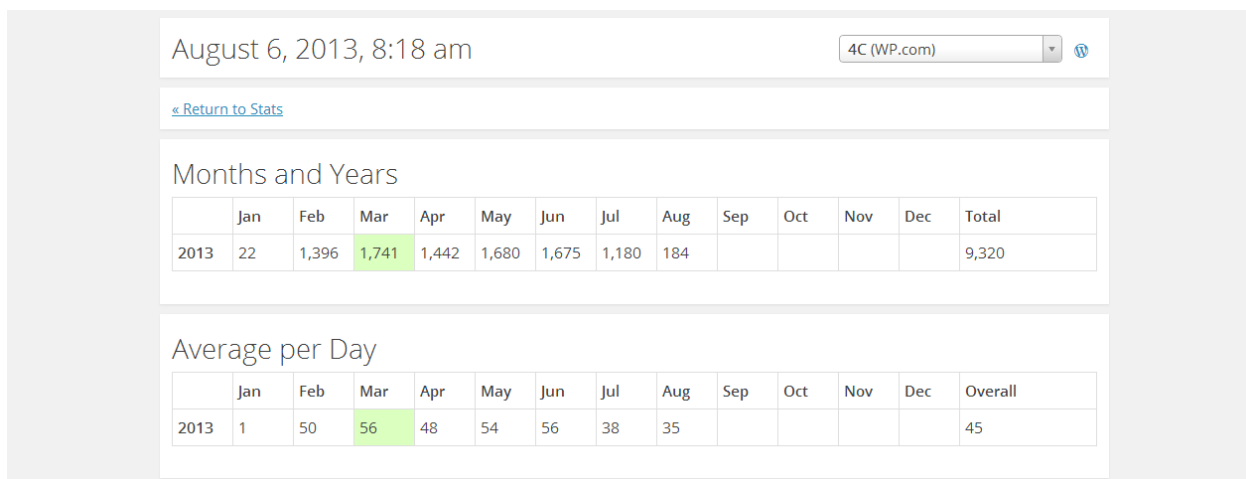 August 6, 2013, 8:18 am 4C (WP.com)
« Return to Stats
Months and Years
Jan Feb Mar Apr May Jun Jul Aug Sep Oct Nov Dec Total
2013 22 1,396 1,741 1,442 1,680 1,675 1,180 184 9,320
Average per Day
Jan Feb Mar Apr May Jun Jul Aug Sep Oct Nov Dec Overall
2013 1 50 56 48 54 56 38 35 45